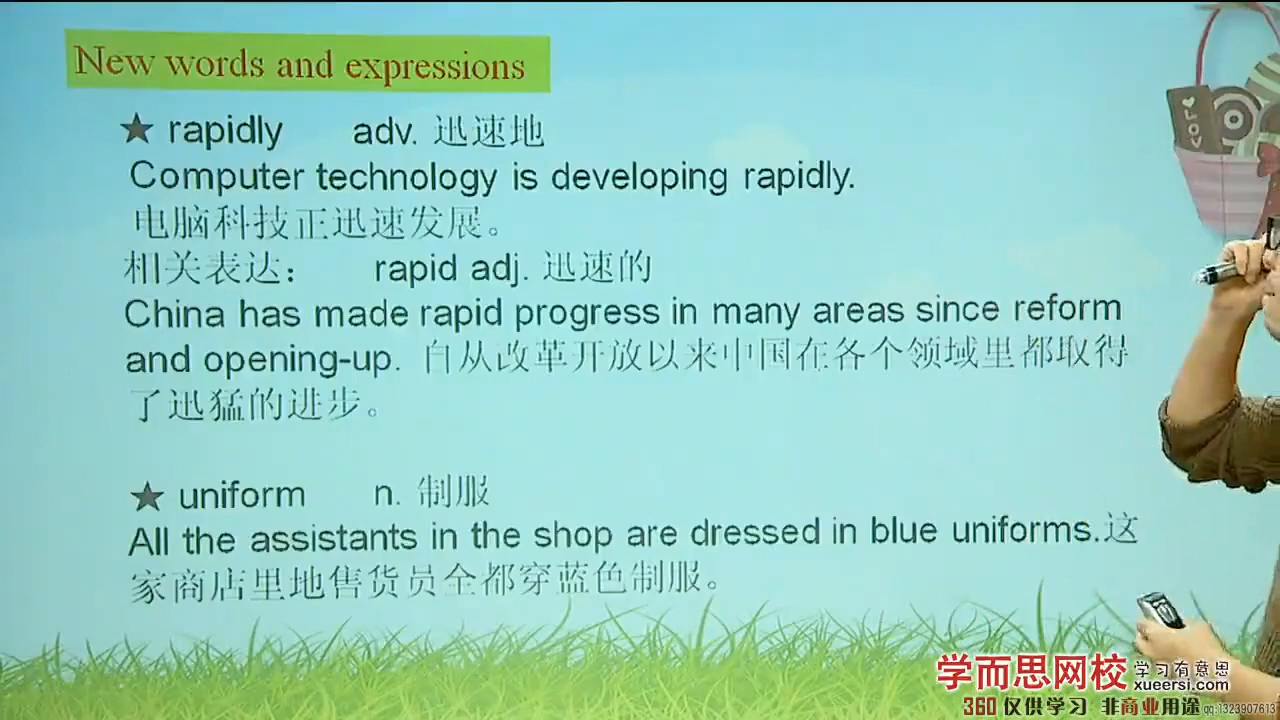 New words and expressions
★ rapidly adv. 迅速地
Computer technology is developing rapidly.
电脑科技正迅速发展。
相关表达： rapid adj. 迅速的
China has made rapid progress in many areas since reform
and opening-up. 自从改革开放以来中国在各个领域里都取得
了迅猛的进步。
★ uniform n. 制服
All the assistants in the shop are dressed in blue uniforms.这
家商店里地售货员全都穿蓝色制服。
LOV
学而思网校 学习有意思
xueersi.com
360 仅供学习 非商业用途 qq:1323907613